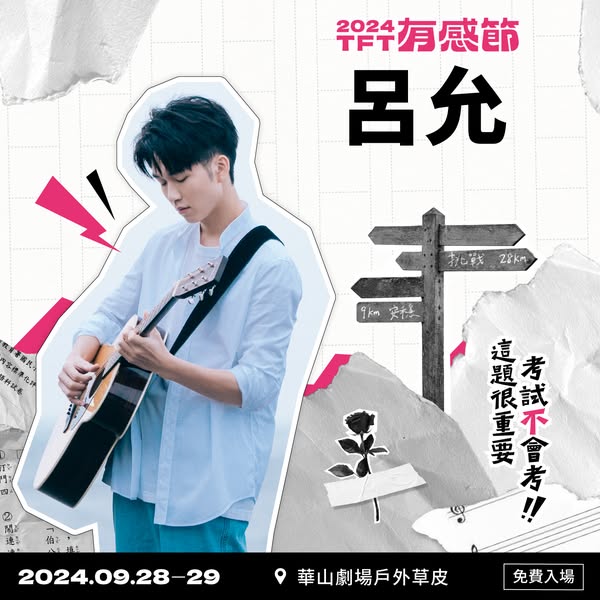 2024
TFT有感節
呂允
挑戰 28km
9km 安穩
考試不會考!!
這題很重要
2024.09.28-29
華山劇場戶外草皮
免費入場